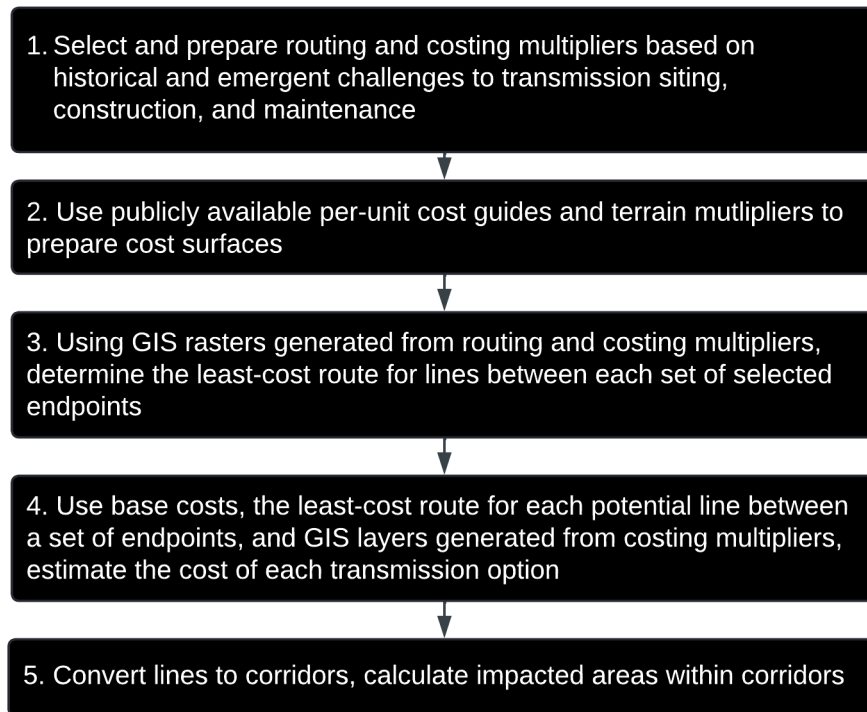 1. Select and prepare routing and costing multipliers based on
historical and emergent challenges to transmission siting,
construction, and maintenance
2. Use publicly available per-unit cost guides and terrain mutlipliers to
prepare cost surfaces
3. Using GIS rasters generated from routing and costing multipliers,
determine the least-cost route for lines between each set of selected
endpoints
4. Use base costs, the least-cost route for each potential line between
a set of endpoints, and GIS layers generated from costing multipliers,
estimate the cost of each transmission option
5. Convert lines to corridors, calculate impacted areas within corridors